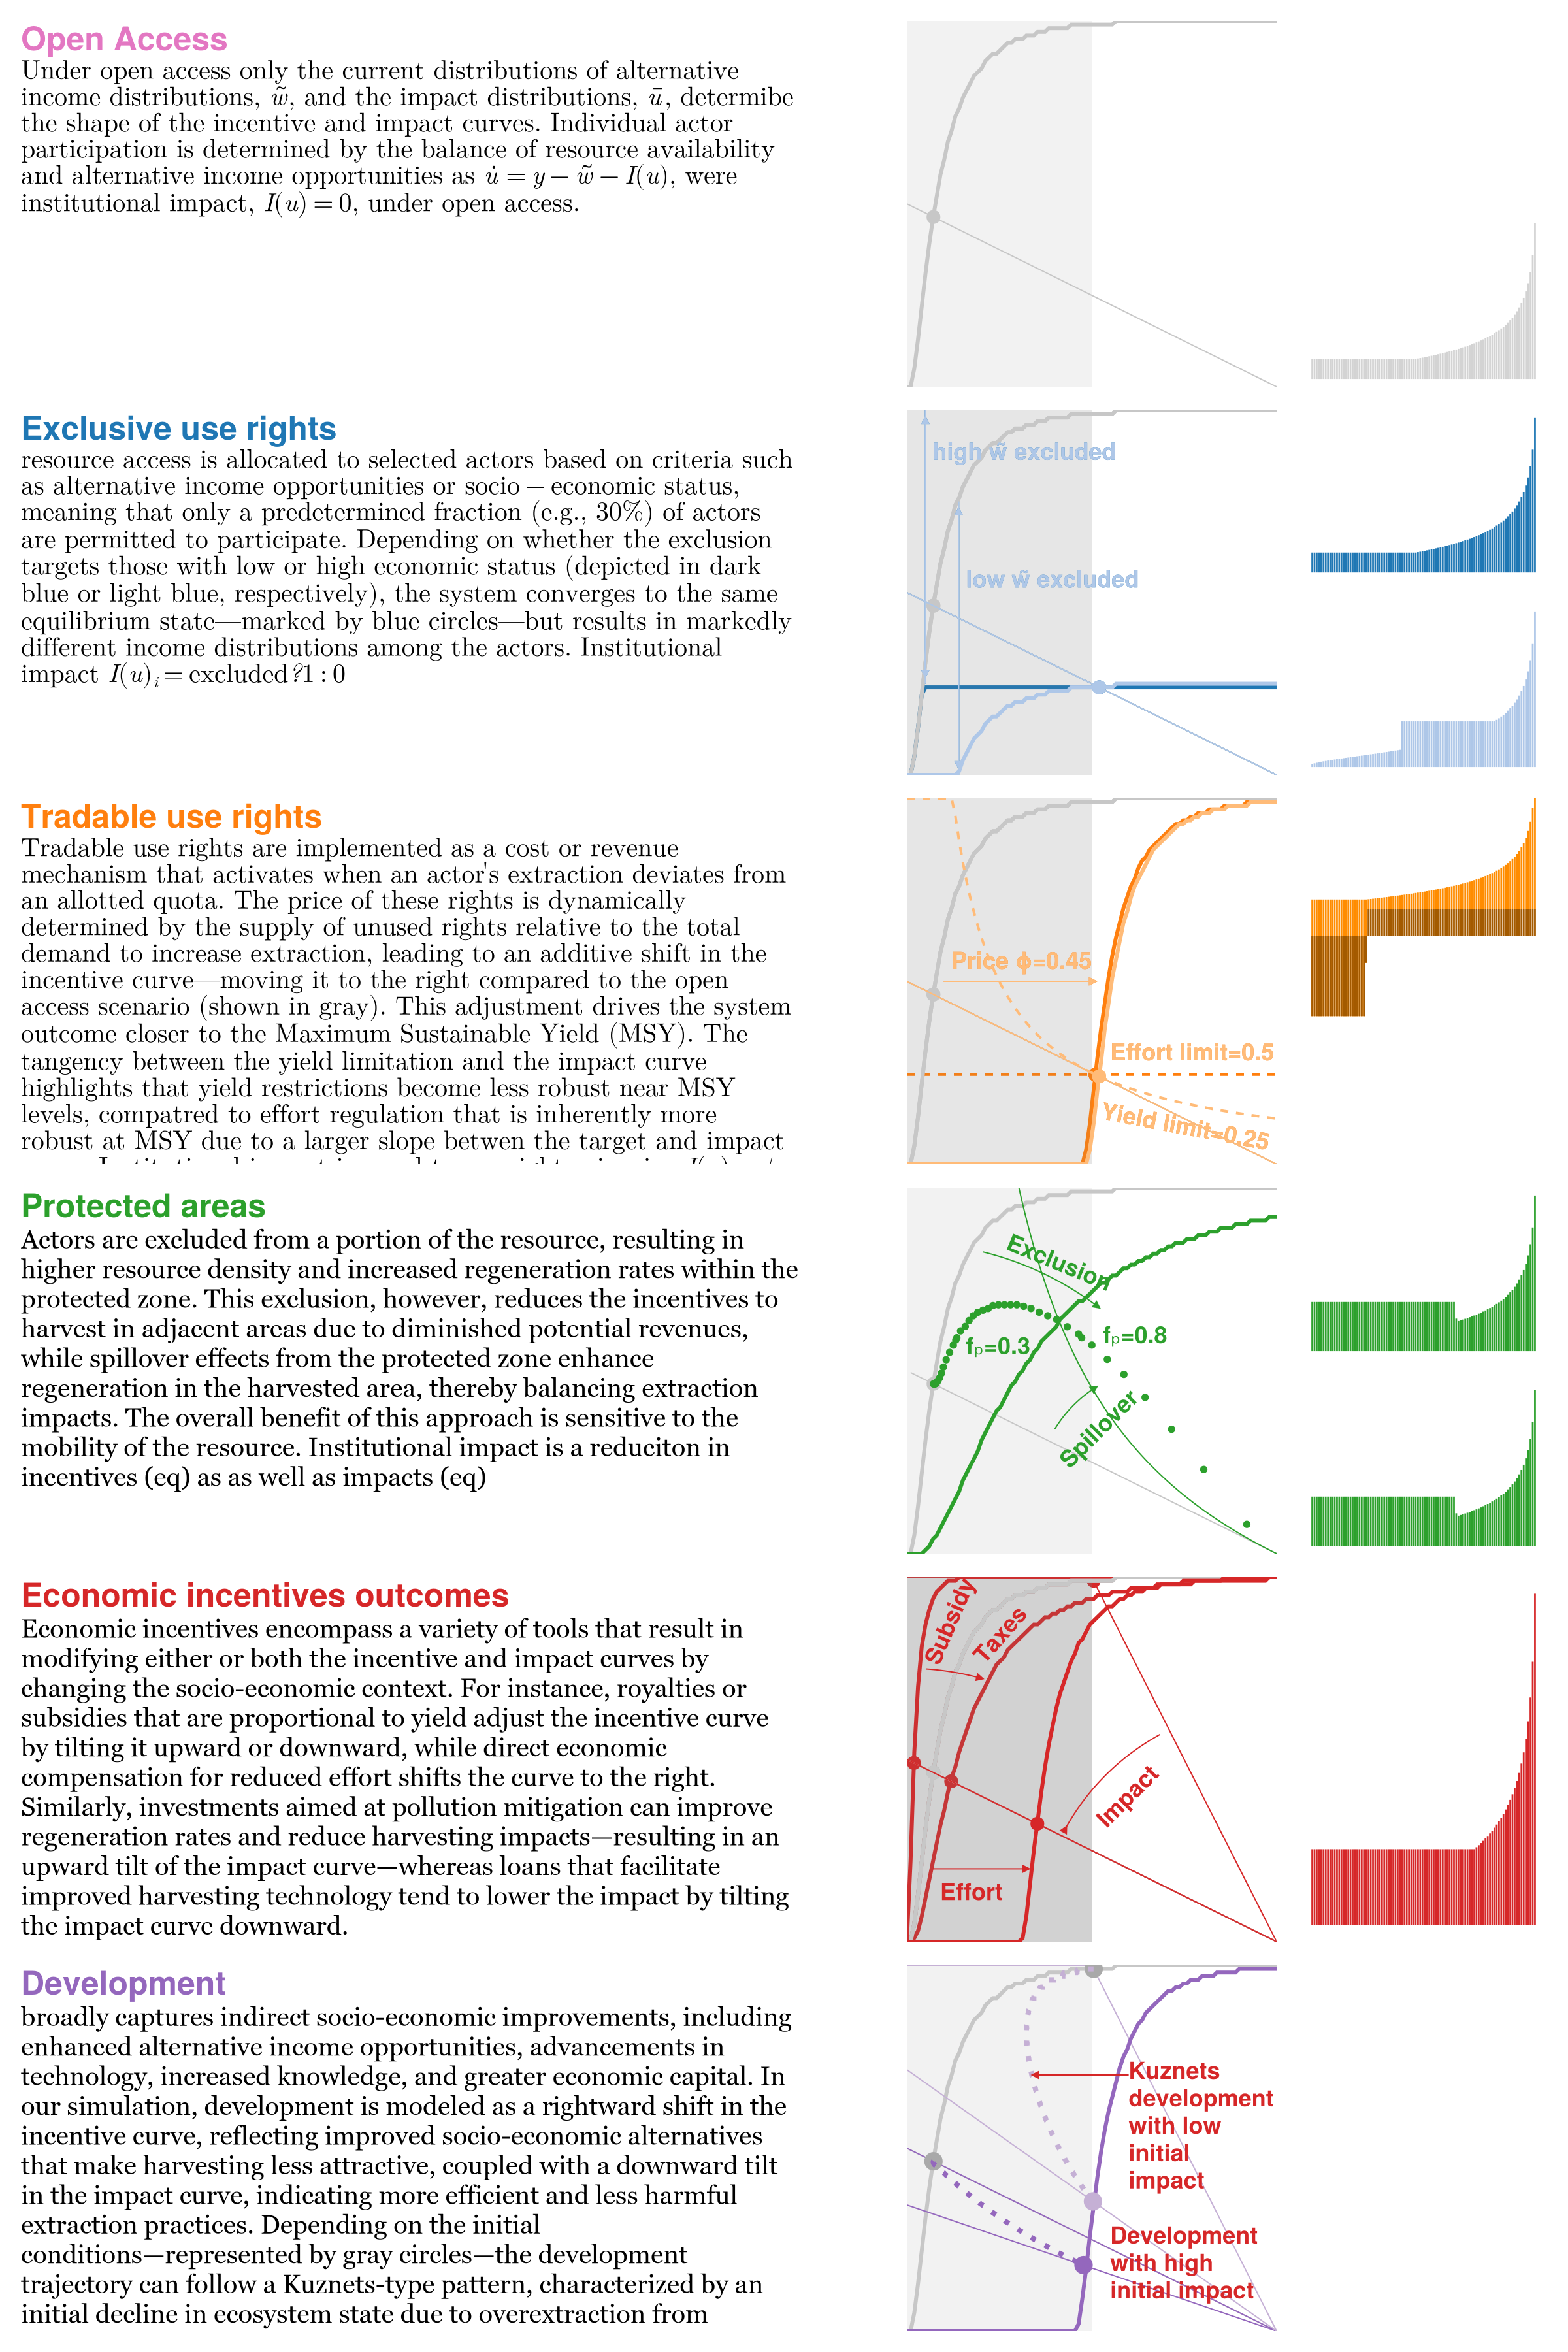 Open Access
Under open access only the current distributions of alternative
income distributions, w̃, and the impact distributions, ū, determibe
the shape of the incentive and impact curves. Individual actor
participation is determined by the balance of resource availability
and alternative income opportunities as u̇ = y − w̃ − I(u), were
institutional impact, I(u) = 0, under open access.
Exclusive use rights
resource access is allocated to selected actors based on criteria such
as alternative income opportunities or socio − economic status,
meaning that only a predetermined fraction (e.g., 30%) of actors
are permitted to participate. Depending on whether the exclusion
targets those with low or high economic status (depicted in dark
blue or light blue, respectively), the system converges to the same
equilibrium state—marked by blue circles—but results in markedly
different income distributions among the actors. Institutional
impact I(u)ᵢ = excluded?1 : 0
high w̃ excluded
low w̃ excluded
Tradable use rights
Tradable use rights are implemented as a cost or revenue
mechanism that activates when an actor's extraction deviates from
an allotted quota. The price of these rights is dynamically
determined by the supply of unused rights relative to the total
demand to increase extraction, leading to an additive shift in the
incentive curve—moving it to the right compared to the open
access scenario (shown in gray). This adjustment drives the system
outcome closer to the Maximum Sustainable Yield (MSY). The
tangency between the yield limitation and the impact curve
highlights that yield restrictions become less robust near MSY
levels, compatred to effort regulation that is inherently more
robust at MSY due to a larger slope betwen the target and impact
Price ϕ=0.45
Effort limit=0.5
Yield limit=0.25
Protected areas
Actors are excluded from a portion of the resource, resulting in
higher resource density and increased regeneration rates within the
protected zone. This exclusion, however, reduces the incentives to
harvest in adjacent areas due to diminished potential revenues,
while spillover effects from the protected zone enhance
regeneration in the harvested area, thereby balancing extraction
impacts. The overall benefit of this approach is sensitive to the
mobility of the resource. Institutional impact is a reduciton in
incentives (eq) as as well as impacts (eq)
Exclusion
fₚ=0.3
fₚ=0.8
Spillover
Economic incentives outcomes
Economic incentives encompass a variety of tools that result in
modifying either or both the incentive and impact curves by
changing the socio-economic context. For instance, royalties or
subsidies that are proportional to yield adjust the incentive curve
by tilting it upward or downward, while direct economic
compensation for reduced effort shifts the curve to the right.
Similarly, investments aimed at pollution mitigation can improve
regeneration rates and reduce harvesting impacts—resulting in an
upward tilt of the impact curve—whereas loans that facilitate
improved harvesting technology tend to lower the impact by tilting
the impact curve downward.
Subsidy
Taxes
Impact
Effort
Development
broadly captures indirect socio-economic improvements, including
enhanced alternative income opportunities, advancements in
technology, increased knowledge, and greater economic capital. In
our simulation, development is modeled as a rightward shift in the
incentive curve, reflecting improved socio-economic alternatives
that make harvesting less attractive, coupled with a downward tilt
in the impact curve, indicating more efficient and less harmful
extraction practices. Depending on the initial
conditions—represented by gray circles—the development
trajectory can follow a Kuznets-type pattern, characterized by an
initial decline in ecosystem state due to overextraction from
Kuznets
development
with low
initial
impact
Development
with high
initial impact